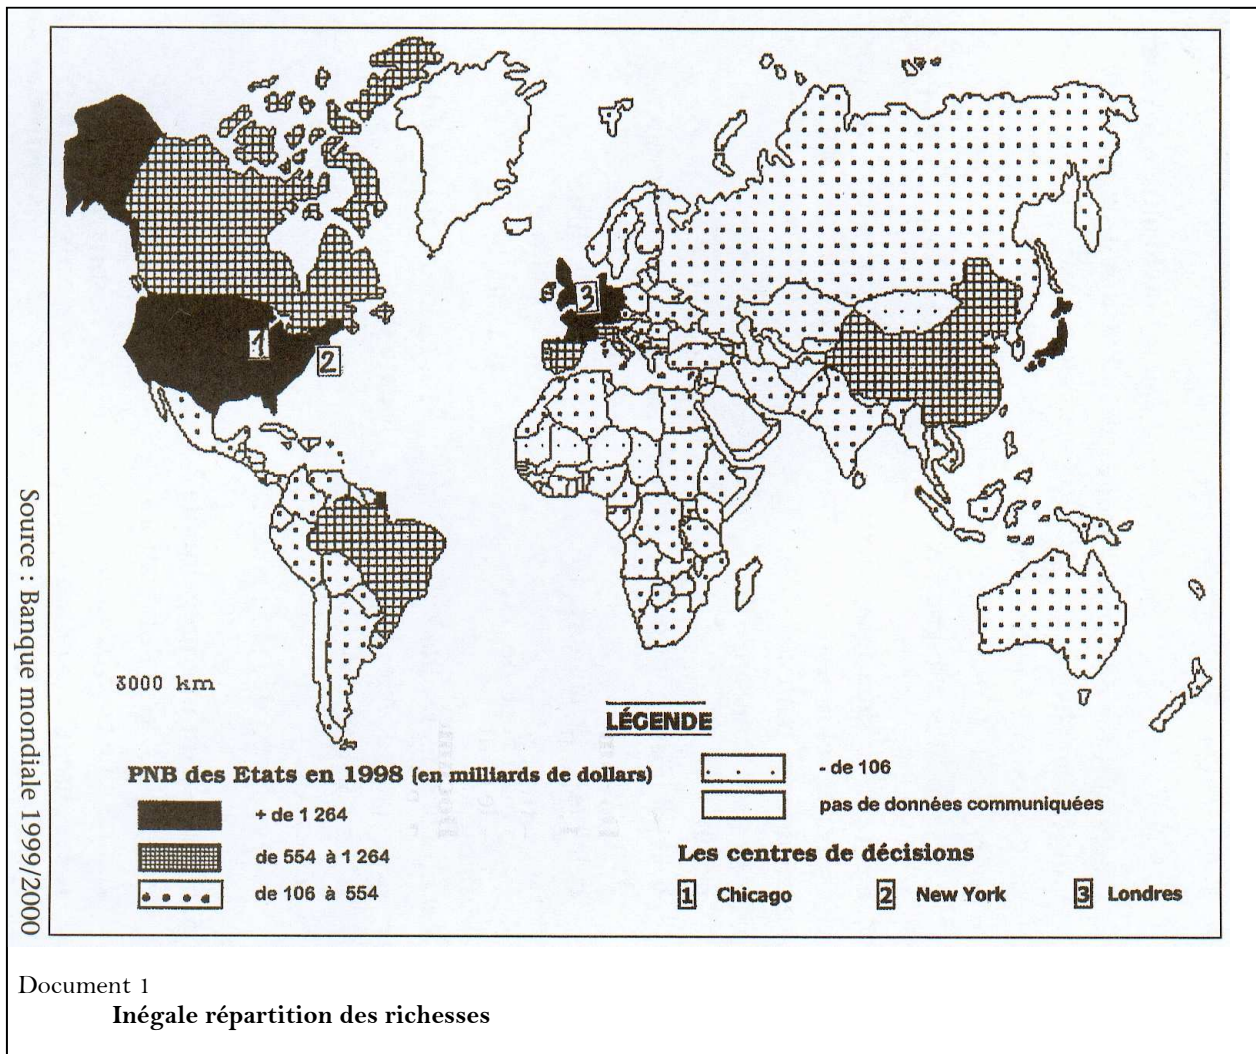 1
2
3
Source : Banque mondiale 1999/2000
3000 km
LÉGENDE
PNB des Etats en 1998 (en milliards de dollars)
+ de 1 264
de 554 à 1 264
de 106 à 554
- de 106
pas de données communiquées
Les centres de décisions
1 Chicago 2 New York 3 Londres
Document 1
Inégale répartition des richesses